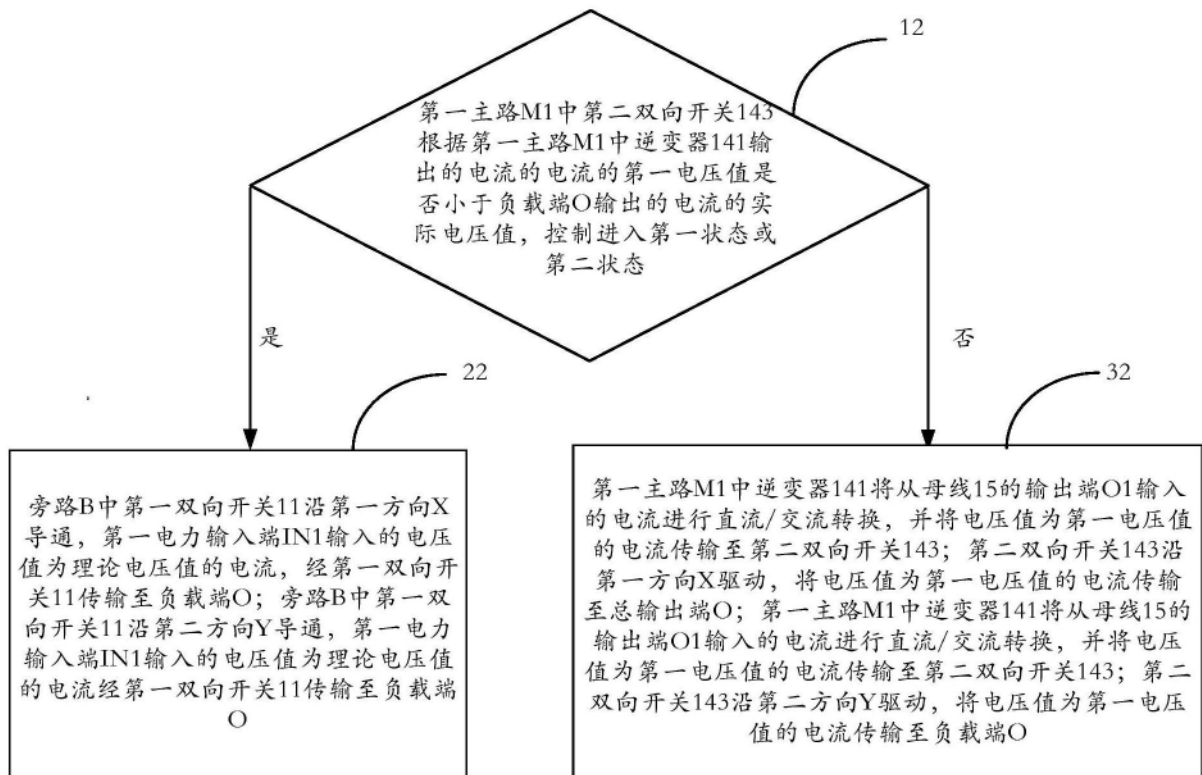 12
第一主路M1中第二双向开关143
根据第一主路M1中逆变器141输
出的电流的电流的第一电压值是
否小于负载端O输出的电流的实
际电压值，控制进入第一状态或
第二状态
是
否
22
32
旁路B中第一双向开关11沿第一方向X
导通，第一电力输入端IN1输入的电压
值为理论电压值的电流，经第一双向开
关11传输至负载端O；旁路B中第一双
向开关11沿第二方向Y导通，第一电力
输入端IN1输入的电压值为理论电压值
的电流经第一双向开关11传输至负载端
O
第一主路M1中逆变器141将从母线15的输出端O1输入
的电流进行直流/交流转换，并将电压值为第一电压值
的电流传输至第二双向开关143；第二双向开关143沿
第一方向X驱动，将电压值为第一电压值的电流传输
至总输出端O；第一主路M1中逆变器141将从母线15的
输出端O1输入的电流进行直流/交流转换，并将电压
值为第一电压值的电流传输至第二双向开关143；第二
双向开关143沿第二方向Y驱动，将电压值为第一电压
值的电流传输至负载端O